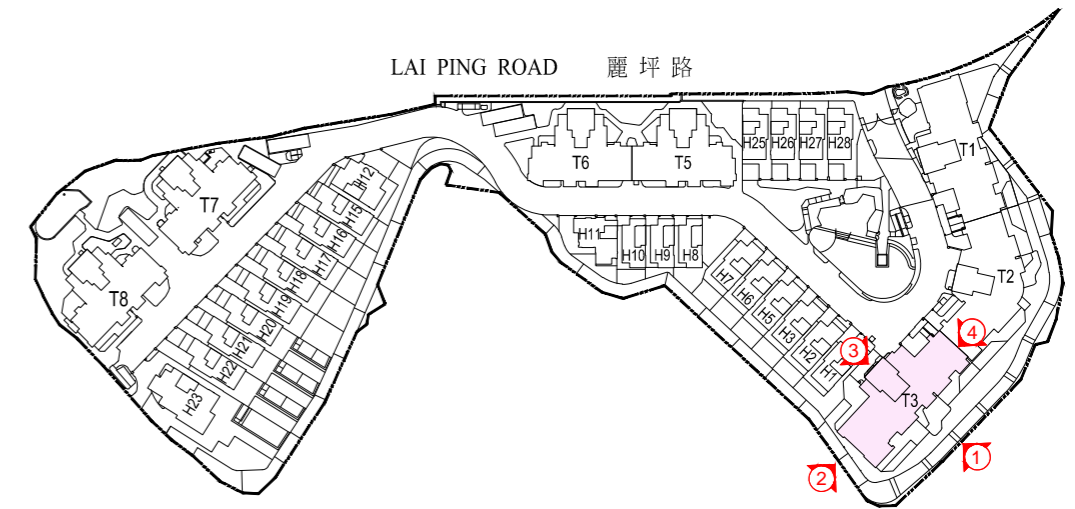 LAI PING ROAD 麗坪路
T1
T2
T3
T5
T6
T7
T8
H1
H2
H3
H5
H6
H7
H8
H9
H10
H11
H12
H15
H16
H17
H18
H19
H20
H21
H22
H23
H25
H26
H27
H28
1
2
3
4